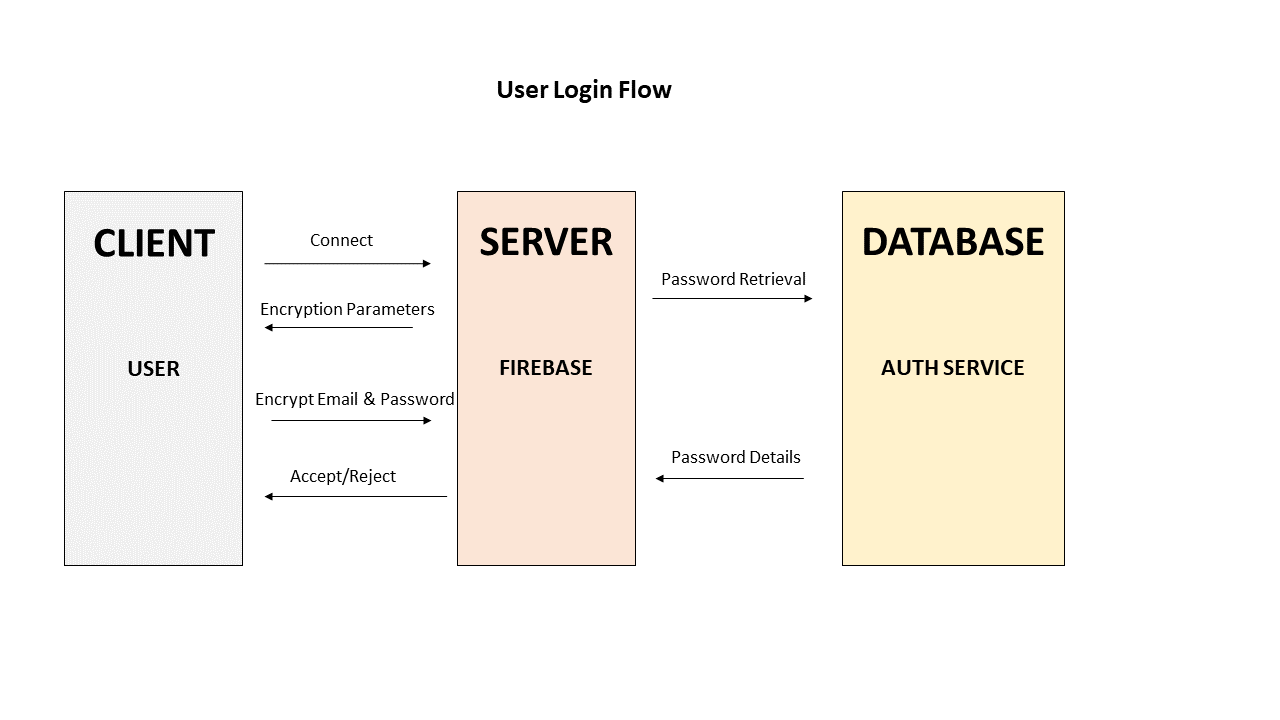 User Login Flow
CLIENT
SERVER
DATABASE
Connect
Password Retrieval
Encryption Parameters
USER
FIREBASE
AUTH SERVICE
Encrypt Email & Password
Password Details
Accept/Reject